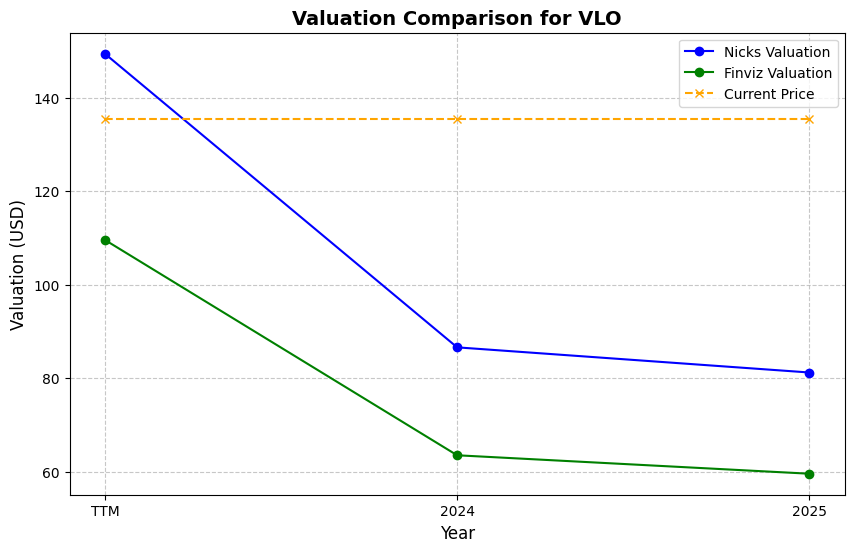 Valuation Comparison for VLO
Nicks Valuation
Finviz Valuation
Current Price
Valuation (USD)
140
120
100
80
60
TTM
2024
2025
Year